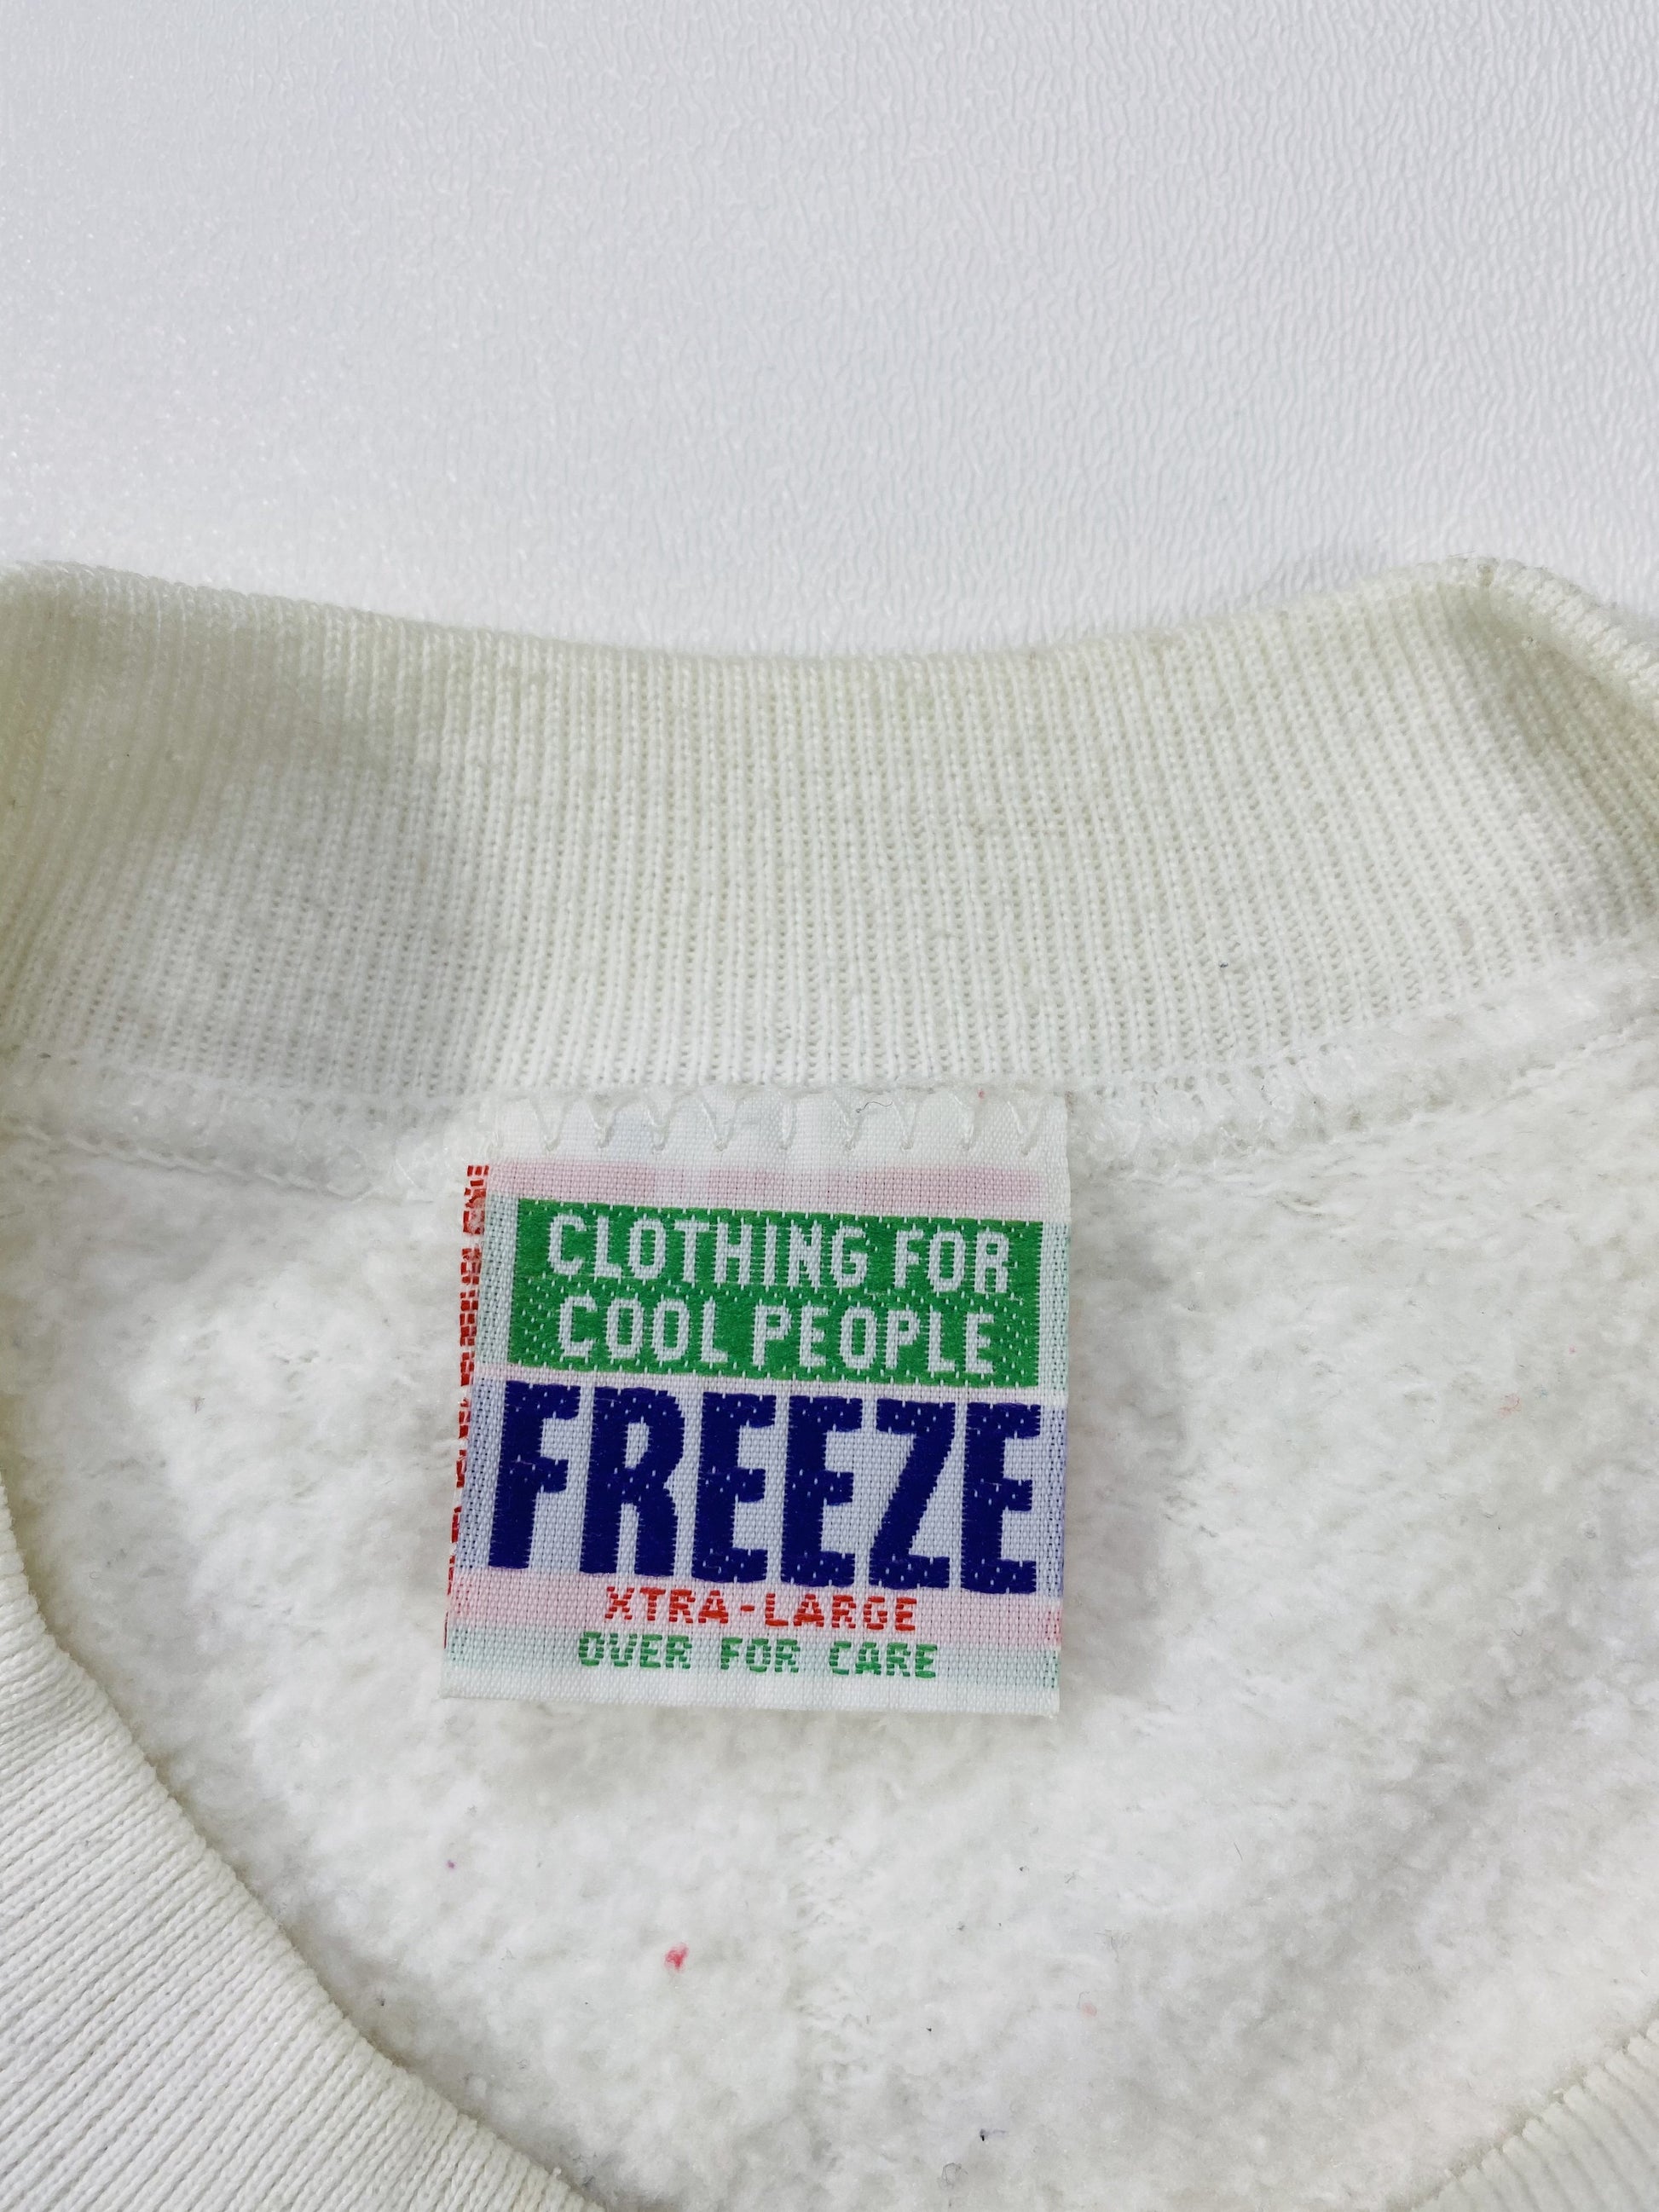 CLOTHING FOR
COOL PEOPLE
FREEZE
XTRA-LARGE
OVER FOR CARE